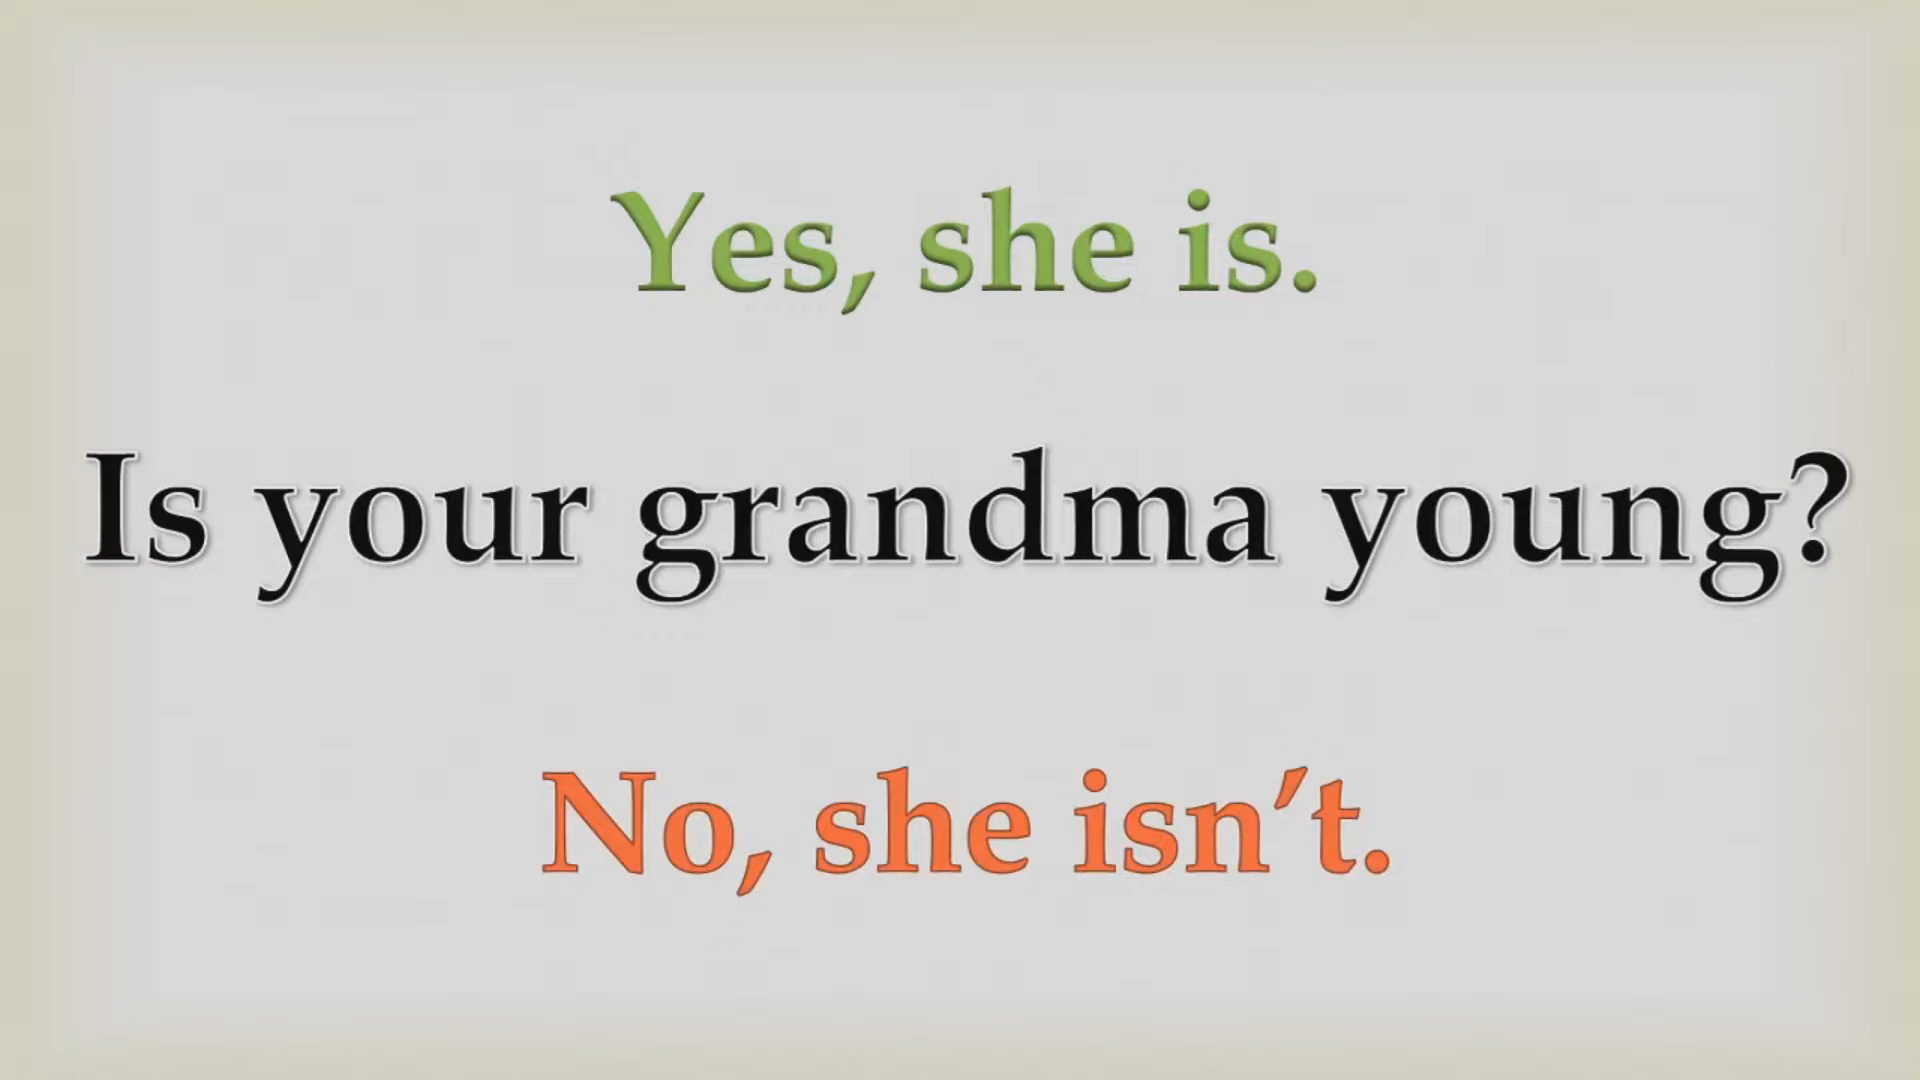 Yes, she is.
Is your grandma young?
No, she isn’t.